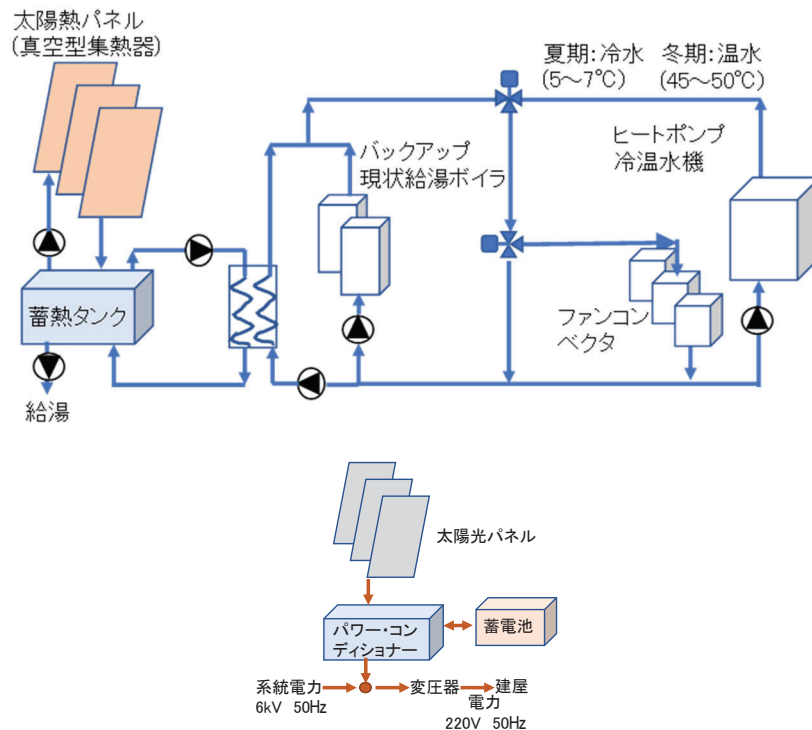 太陽熱パネル
(真空型集熱器)
夏期：冷水
(5～7℃)
冬期：温水
(45～50℃)
バックアップ
現状給湯ボイラ
ヒートポンプ
冷温水機
蓄熱タンク
ファンコン
ベクタ
給湯
太陽光パネル
パワー・コン
ディショナー
蓄電池
系統電力
6kV 50Hz
変圧器
建屋
電力
220V 50Hz